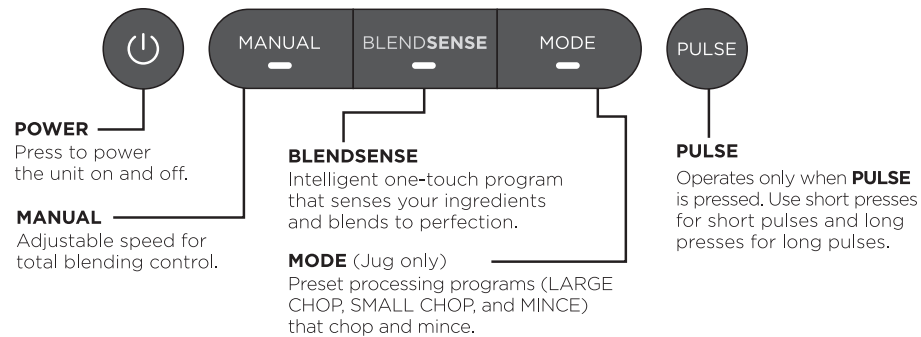 MANUAL
BLENDSENSE
MODE
PULSE
POWER
Press to power
the unit on and off.
MANUAL
Adjustable speed for
total blending control.
BLENDSENSE
Intelligent one-touch program
that senses your ingredients
and blends to perfection.
MODE (Jug only)
Preset processing programs (LARGE
CHOP, SMALL CHOP, and MINCE)
that chop and mince.
PULSE
Operates only when PULSE
is pressed. Use short presses
for short pulses and long
presses for long pulses.